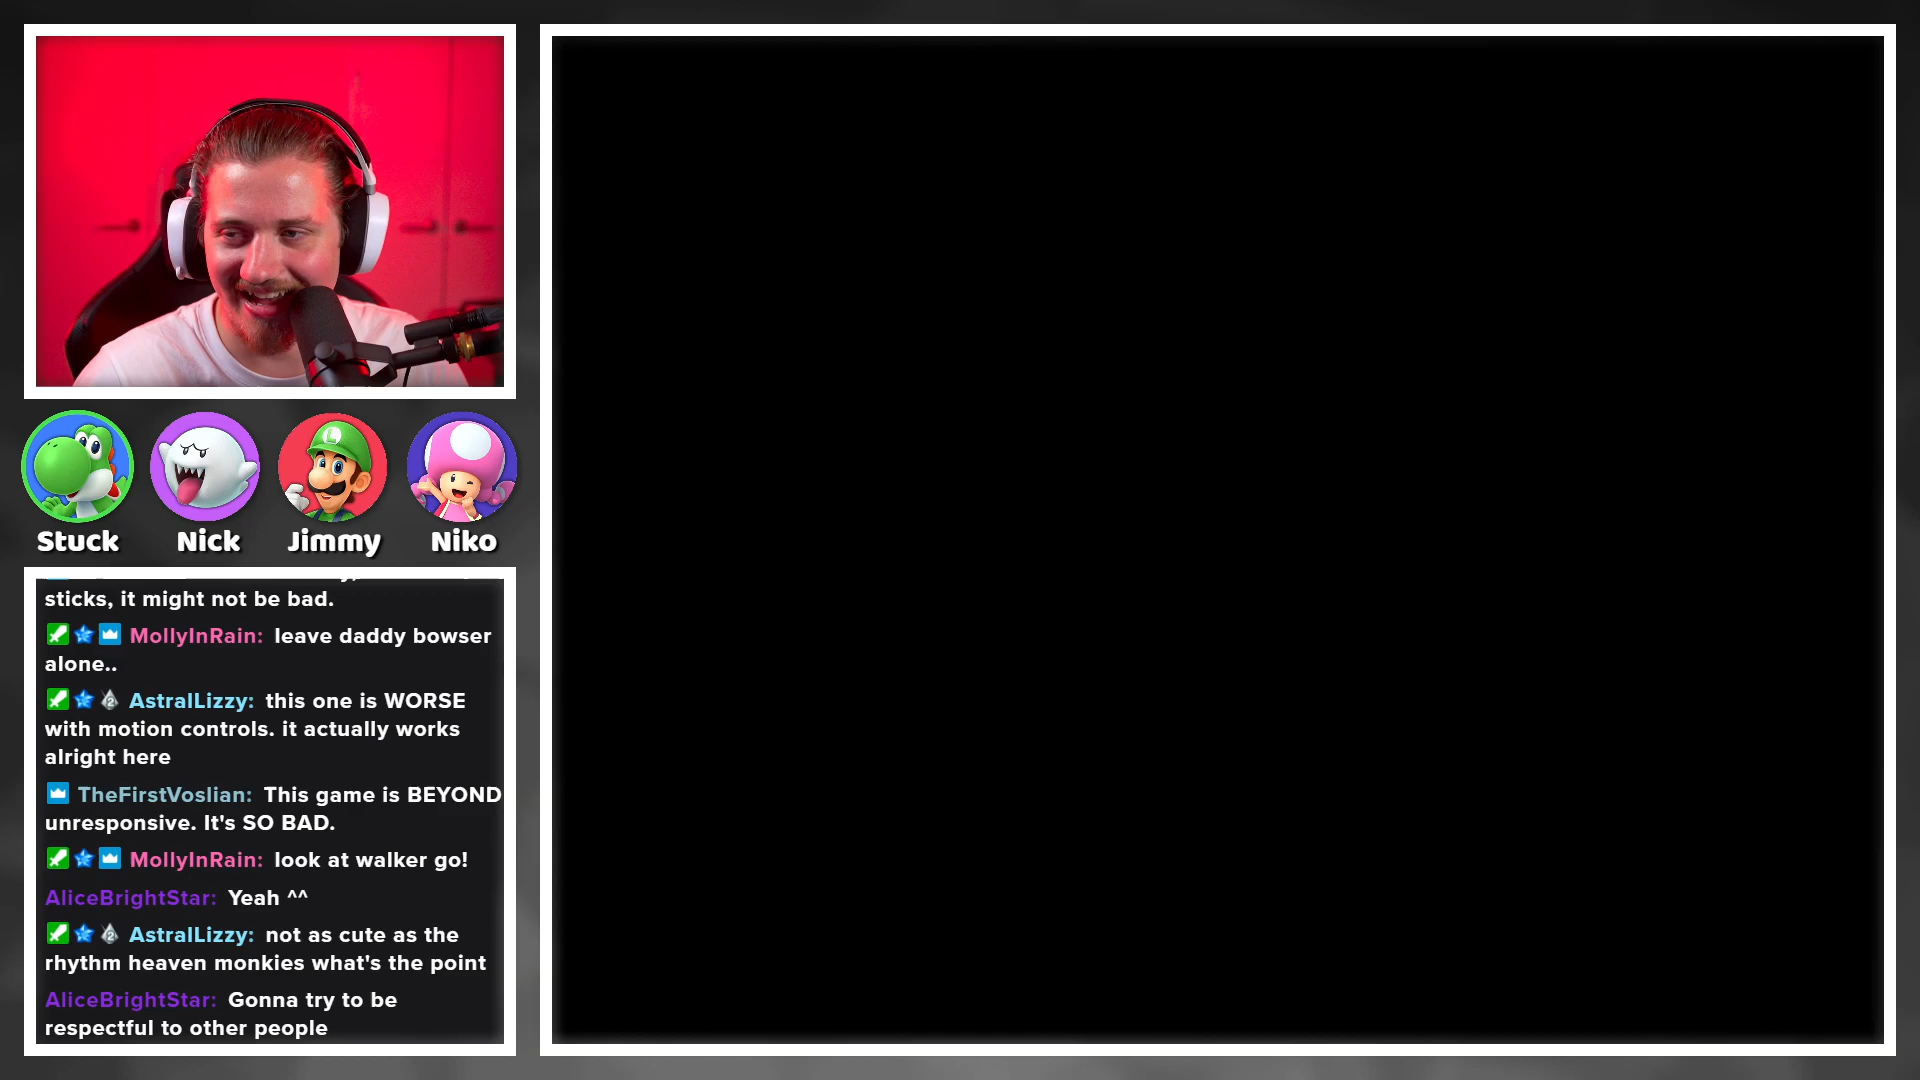 Stuck Nick Jimmy Niko
sticks, it might not be bad.
MollyInRain: leave daddy bowser
alone..
AstralLizzy: this one is WORSE
with motion controls. it actually works
alright here
TheFirstVoslian: This game is BEYOND
unresponsive. It's SO BAD.
MollyInRain: look at walker go!
AliceBrightStar: Yeah ^^
AstralLizzy: not as cute as the
rhythm heaven monkies what's the point
AliceBrightStar: Gonna try to be
respectful to other people